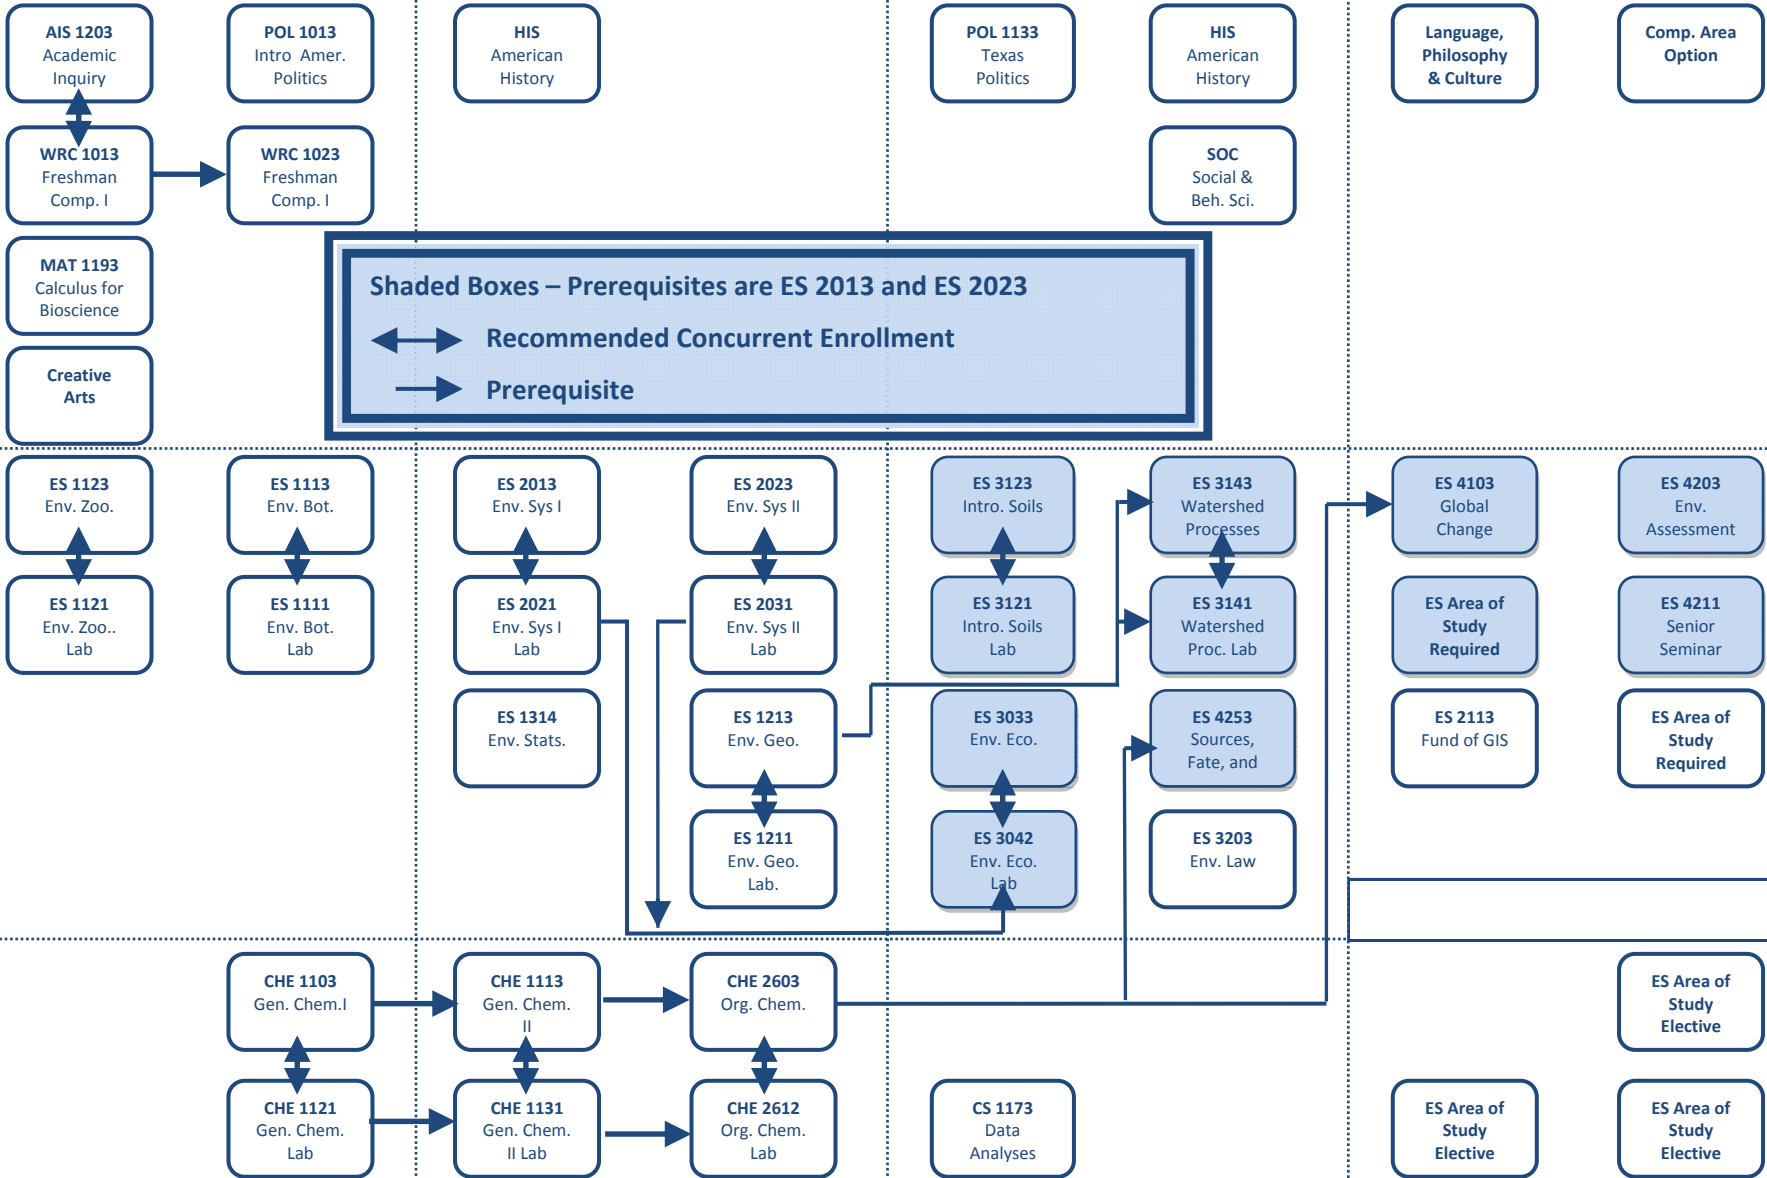 AIS 1203
Academic
Inquiry
POL 1013
Intro Amer.
Politics
HIS
American
History
POL 1133
Texas
Politics
HIS
American
History
Language,
Philosophy
& Culture
Comp. Area
Option
WRC 1013
Freshman
Comp. I
WRC 1023
Freshman
Comp. I
SOC
Social &
Beh. Sci.
MAT 1193
Calculus for
Bioscience
Creative
Arts
Shaded Boxes – Prerequisites are ES 2013 and ES 2023
Recommended Concurrent Enrollment
Prerequisite
ES 1123
Env. Zoo.
ES 1113
Env. Bot.
ES 2013
Env. Sys I
ES 2023
Env. Sys II
ES 3123
Intro. Soils
ES 3143
Watershed
Processes
ES 4103
Global
Change
ES 4203
Env.
Assessment
ES 1121
Env. Zoo..
Lab
ES 1111
Env. Bot.
Lab
ES 2021
Env. Sys I
Lab
ES 2031
Env. Sys II
Lab
ES 3121
Intro. Soils
Lab
ES 3141
Watershed
Proc. Lab
ES Area of
Study
Required
ES 4211
Senior
Seminar
ES 1314
Env. Stats.
ES 1213
Env. Geo.
ES 3033
Env. Eco.
ES 4253
Sources,
Fate, and
ES 2113
Fund of GIS
ES Area of
Study
Required
ES 1211
Env. Geo.
Lab.
ES 3042
Env. Eco.
Lab
ES 3203
Env. Law
CHE 1103
Gen. Chem.I
CHE 1113
Gen. Chem.
II
CHE 2603
Org. Chem.
ES Area of
Study
Elective
CHE 1121
Gen. Chem.
Lab
CHE 1131
Gen. Chem.
II Lab
CHE 2612
Org. Chem.
Lab
CS 1173
Data
Analyses
ES Area of
Study
Elective
ES Area of
Study
Elective